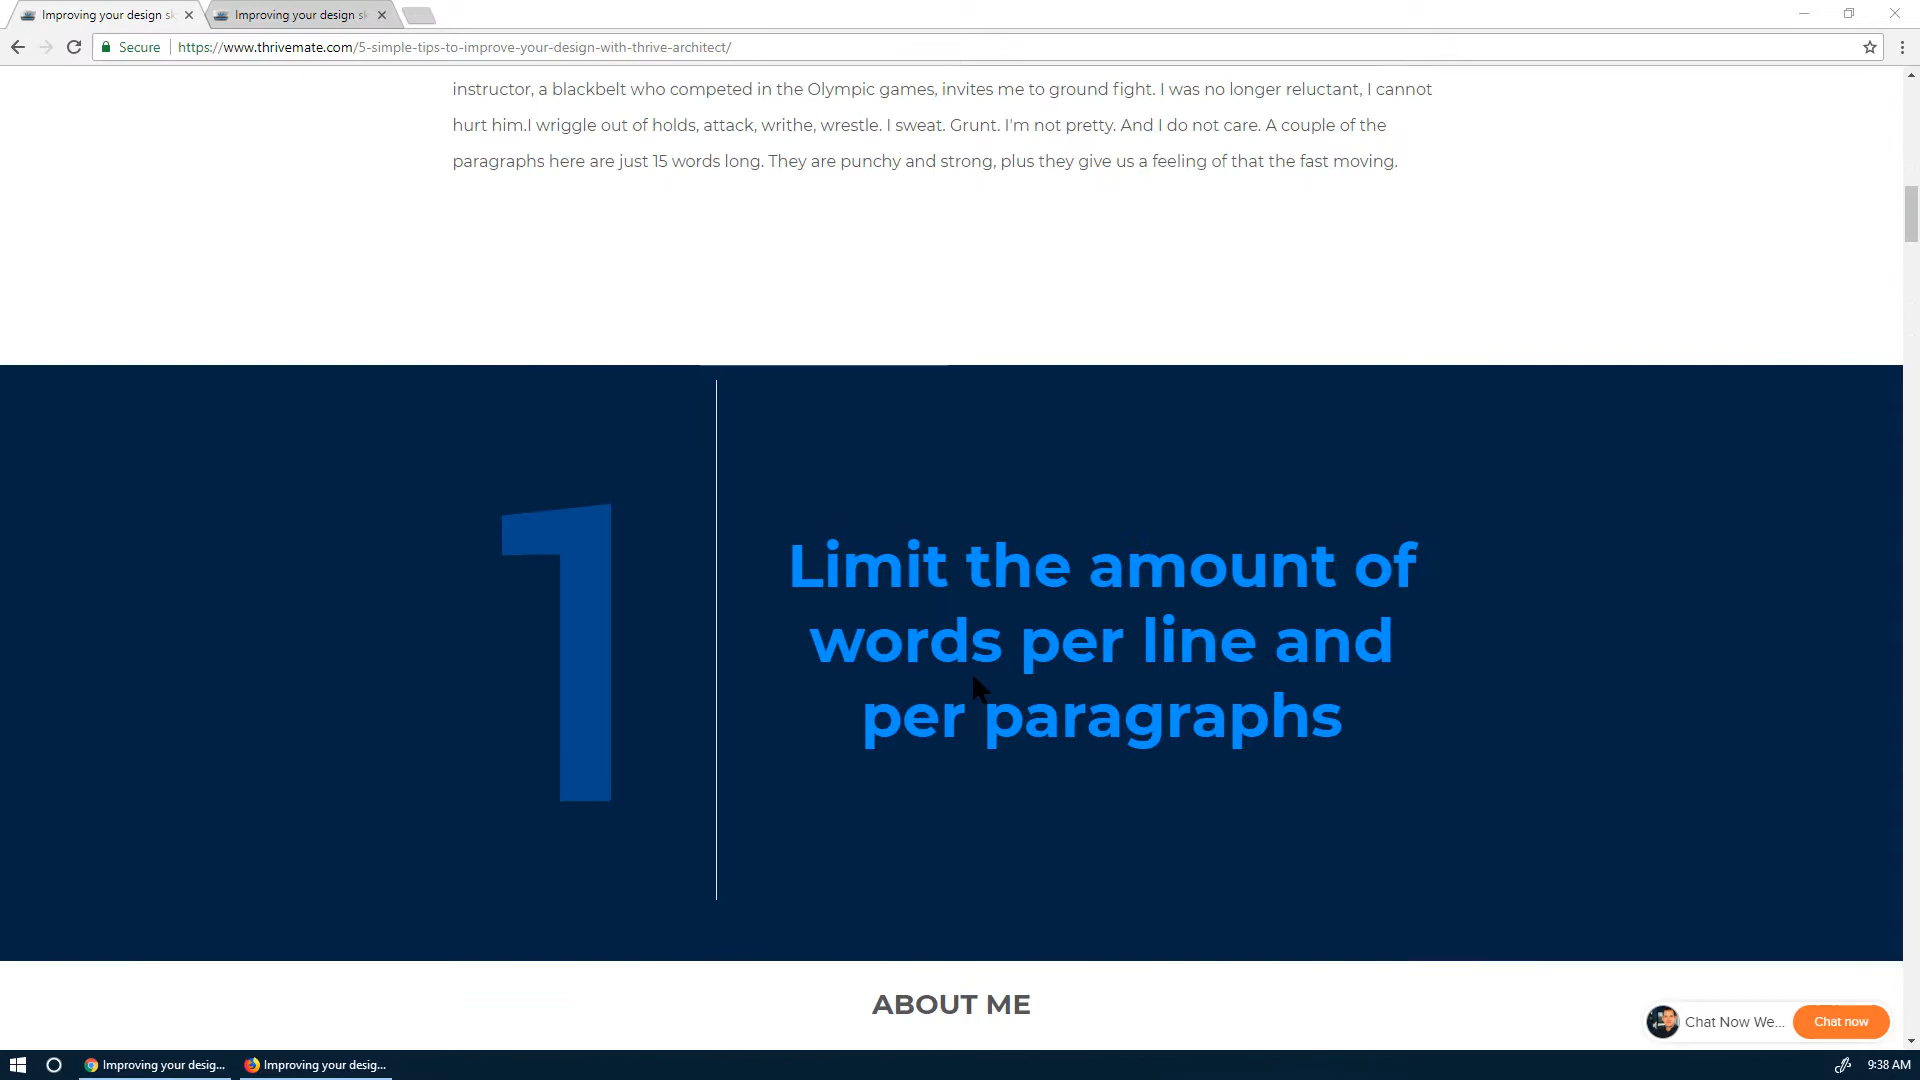 Improving your design sk
Improving your design sk
Secure
https://www.thrivemate.com/5-simple-tips-to-improve-your-design-with-thrive-architect/
instructor, a blackbelt who competed in the Olympic games, invites me to ground fight. I was no longer reluctant, I cannot
hurt him.I wriggle out of holds, attack, writhe, wrestle. I sweat. Grunt. I'm not pretty. And I do not care. A couple of the
paragraphs here are just 15 words long. They are punchy and strong, plus they give us a feeling of that the fast moving.
1
Limit the amount of
words per line and
per paragraphs
ABOUT ME
Chat Now We...
Chat now
Improving your desig...
Improving your desig...
9:38 AM